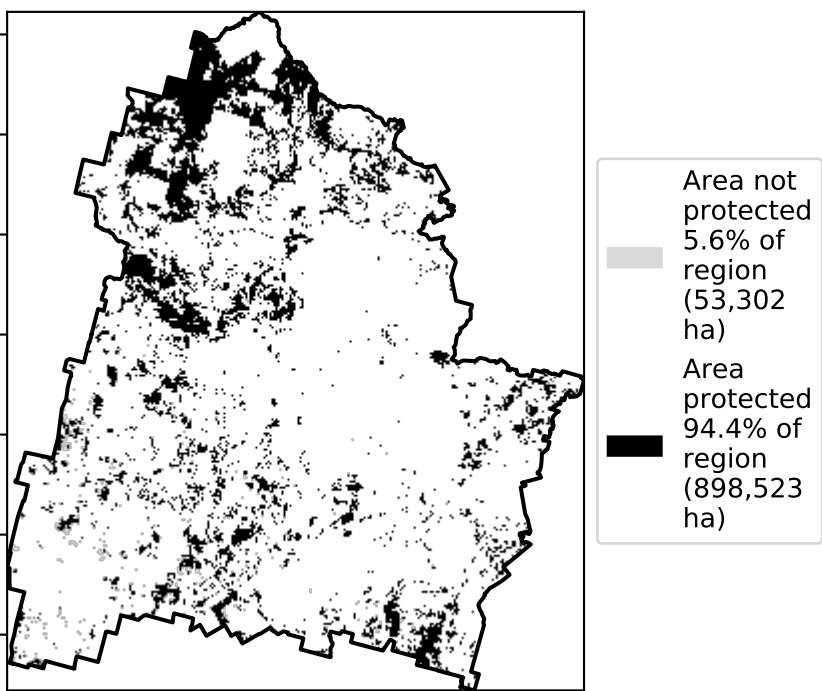 Area not
protected
5.6% of
region
(53,302
ha)
Area
protected
94.4% of
region
(898,523
ha)